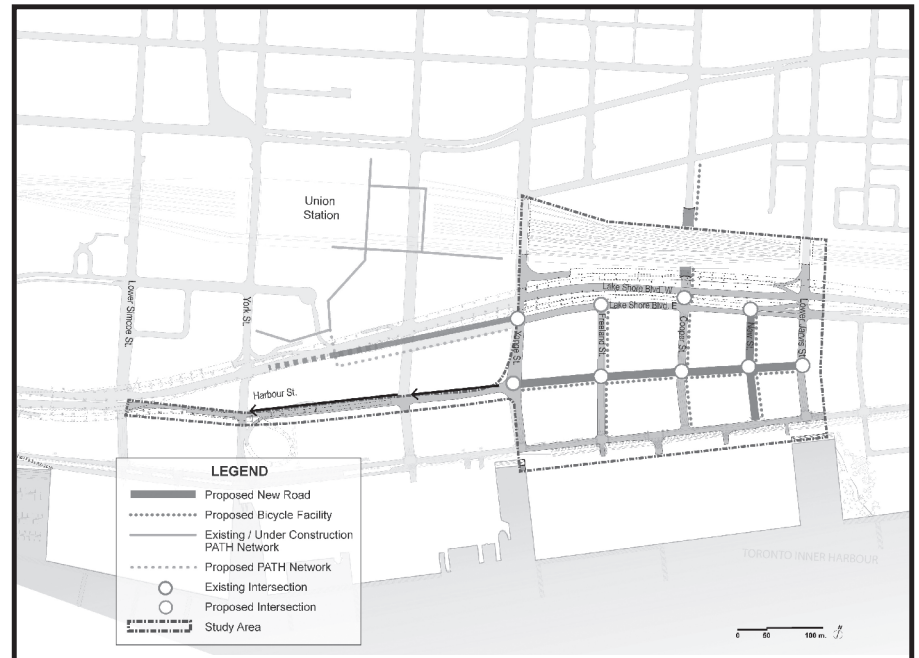 Union
Station
Lake Shore Blvd. W
Lake Shore Blvd. E
Lower Simcoe St.
York St.
Yonge St.
Freeland St.
Cooper St.
New St.
Lower Jarvis St.
Harbour St.
LEGEND
Proposed New Road
Proposed Bicycle Facility
Existing / Under Construction
PATH Network
Proposed PATH Network
Existing Intersection
Proposed Intersection
Study Area
TORONTO INNER HARBOUR
0 50 100 m.